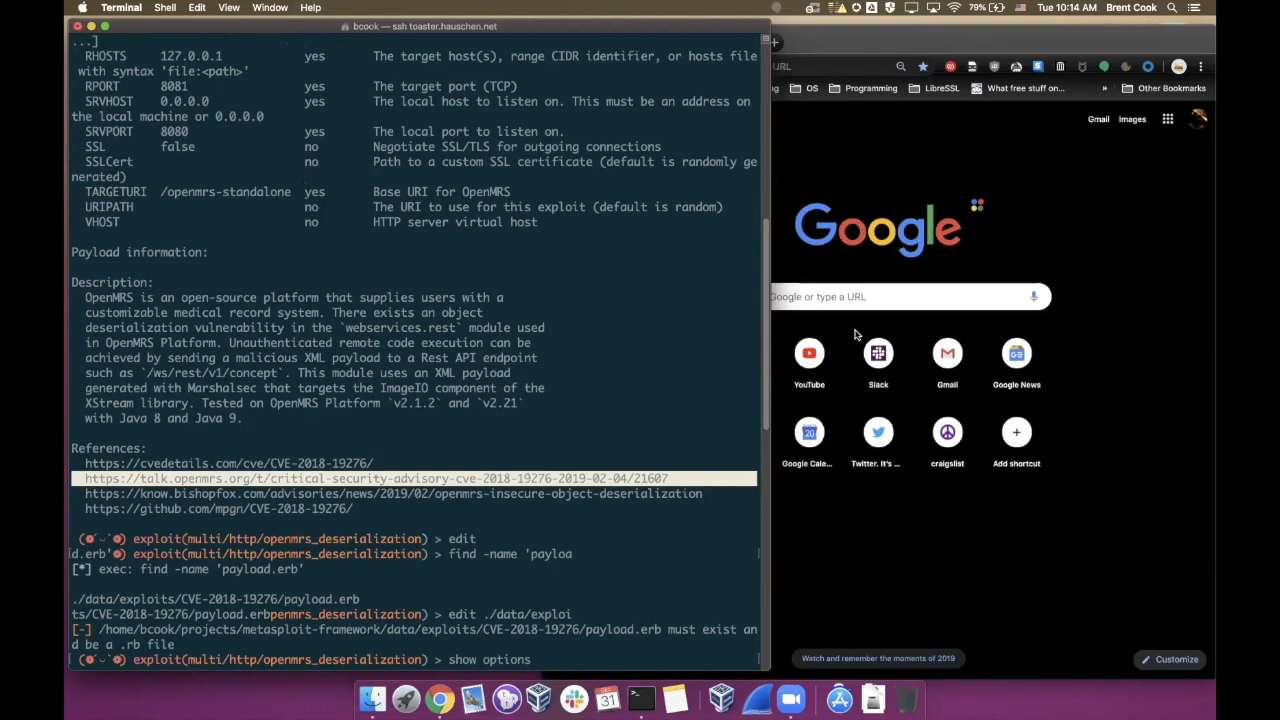 Terminal Shell Edit View Window Help
79% Tue 10:14 AM Brent Cook
bcook — ssh toaster.hauschen.net
...]
RHOSTS 127.0.0.1 yes The target host(s), range CIDR identifier, or hosts file
with syntax 'file:<path>'
RPORT 8081 yes The target port (TCP)
SRVHOST 0.0.0.0 yes The local host to listen on. This must be an address on
the local machine or 0.0.0.0
SRVPORT 8080 yes The local port to listen on.
SSL false no Negotiate SSL/TLS for outgoing connections
SSLCert no Path to a custom SSL certificate (default is randomly ge
nerated)
TARGETURI /openmrs-standalone yes Base URI for OpenMRS
URIPATH no The URI to use for this exploit (default is random)
VHOST no HTTP server virtual host
Payload information:
Description:
OpenMRS is an open-source platform that supplies users with a
customizable medical record system. There exists an object
deserialization vulnerability in the `webservices.rest` module used
in OpenMRS Platform. Unauthenticated remote code execution can be
achieved by sending a malicious XML payload to a Rest API endpoint
such as `/ws/rest/v1/concept`. This module uses an XML payload
generated with Marshalsec that targets the ImageIO component of the
XStream library. Tested on OpenMRS Platform `v2.1.2` and `v2.21`
with Java 8 and Java 9.
References:
https://cvedetails.com/cve/CVE-2018-19276/
https://talk.openmrs.org/t/critical-security-advisory-cve-2018-19276-2019-02-04/21607
https://know.bishopfox.com/advisories/news/2019/02/openmrs-insecure-object-deserialization
https://github.com/mpgn/CVE-2018-19276/
exploit(multi/http/openmrs_deserialization) > edit
d.erb' exploit(multi/http/openmrs_deserialization) > find -name 'payloa
[*] exec: find -name 'payload.erb'
./data/exploits/CVE-2018-19276/payload.erb
ts/CVE-2018-19276/payload.erbpenmrs_deserialization) > edit ./data/exploi
[-] /home/bcook/projects/metasploit-framework/data/exploits/CVE-2018-19276/payload.erb must exist an
d be a .rb file
exploit(multi/http/openmrs_deserialization) > show options
URL
ng OS Programming LibreSSL What free stuff on... » Other Bookmarks
Gmail Images
Google
Google or type a URL
YouTube Slack Gmail Google News
20
Google Cale... Twitter. It's ... craigslist Add shortcut
Watch and remember the moments of 2019
Customize
DEC
31